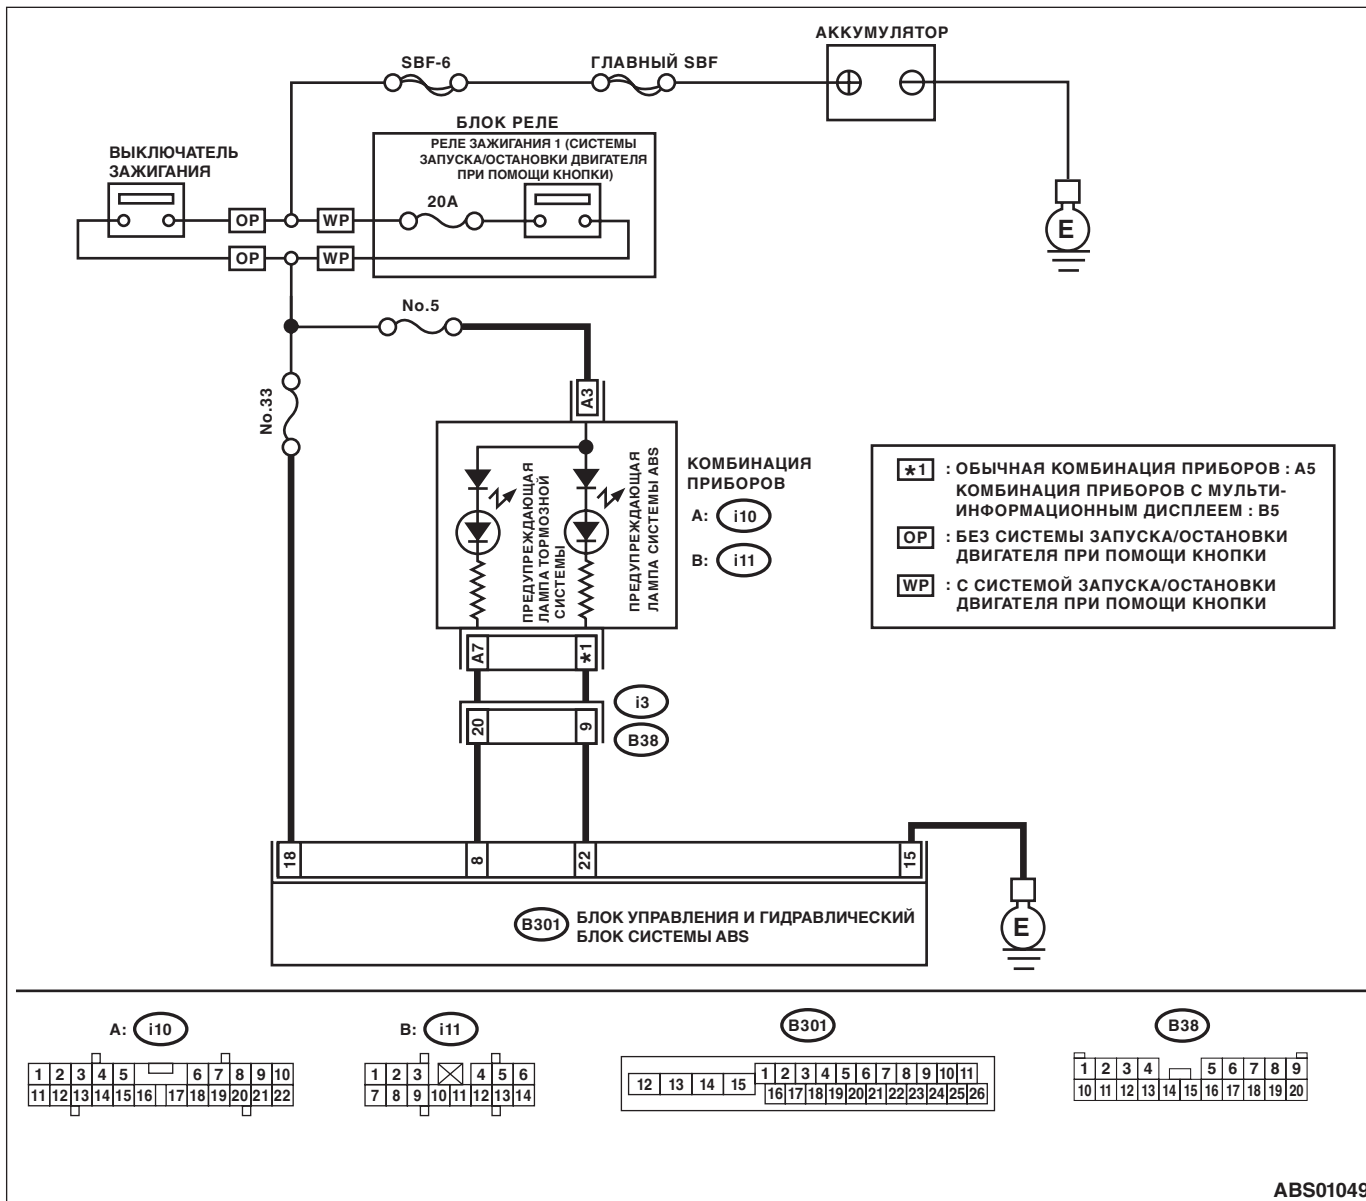 АККУМУЛЯТОР
SBF-6
ГЛАВНЫЙ SBF
БЛОК РЕЛЕ
РЕЛЕ ЗАЖИГАНИЯ 1 (СИСТЕМЫ
ЗАПУСКА/ОСТАНОВКИ ДВИГАТЕЛЯ
ПРИ ПОМОЩИ КНОПКИ)
ВЫКЛЮЧАТЕЛЬ
ЗАЖИГАНИЯ
20A
OP
WP
OP
WP
E
No.5
No.33
A3
ПРЕДУПРЕЖДАЮЩАЯ
ЛАМПА ТОРМОЗНОЙ
СИСТЕМЫ
ПРЕДУПРЕЖДАЮЩАЯ
ЛАМПА СИСТЕМЫ ABS
КОМБИНАЦИЯ
ПРИБОРОВ
A: i10
B: i11
*1 : ОБЫЧНАЯ КОМБИНАЦИЯ ПРИБОРОВ : A5
КОМБИНАЦИЯ ПРИБОРОВ С МУЛЬТИ-
ИНФОРМАЦИОННЫМ ДИСПЛЕЕМ : B5
OP : БЕЗ СИСТЕМЫ ЗАПУСКА/ОСТАНОВКИ
ДВИГАТЕЛЯ ПРИ ПОМОЩИ КНОПКИ
WP : С СИСТЕМОЙ ЗАПУСКА/ОСТАНОВКИ
ДВИГАТЕЛЯ ПРИ ПОМОЩИ КНОПКИ
A7 *1
i3
20 9
B38
18 8 22 15
B301 БЛОК УПРАВЛЕНИЯ И ГИДРАВЛИЧЕСКИЙ
БЛОК СИСТЕМЫ ABS
E
A: i10
1 2 3 4 5 6 7 8 9 10
11 12 13 14 15 16 17 18 19 20 21 22
B: i11
1 2 3 4 5 6
7 8 9 10 11 12 13 14
B301
12 13 14 15 1 2 3 4 5 6 7 8 9 10 11
16 17 18 19 20 21 22 23 24 25 26
B38
1 2 3 4 5 6 7 8 9
10 11 12 13 14 15 16 17 18 19 20
ABS01049